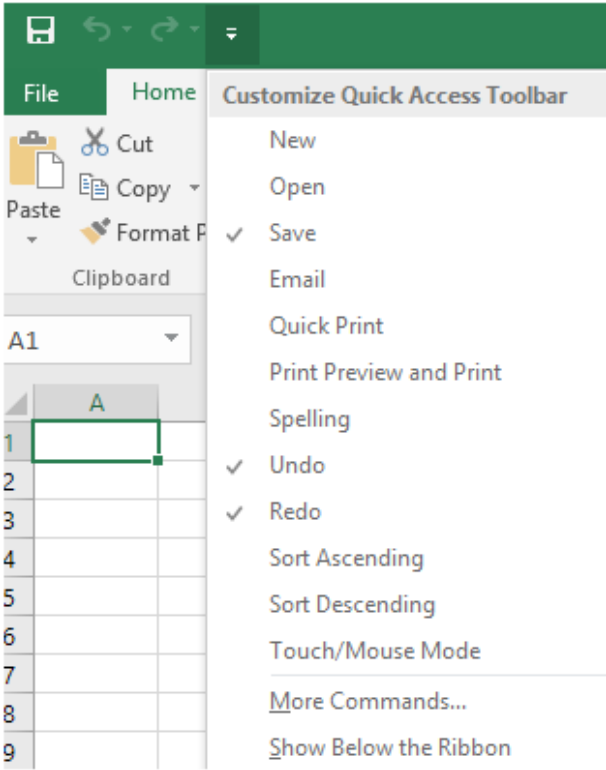 File
Home
Customize Quick Access Toolbar
Cut
Copy
Paste
Format P
Clipboard
A1
A
1
2
3
4
5
6
7
8
9
New
Open
Save
Email
Quick Print
Print Preview and Print
Spelling
Undo
Redo
Sort Ascending
Sort Descending
Touch/Mouse Mode
More Commands...
Show Below the Ribbon